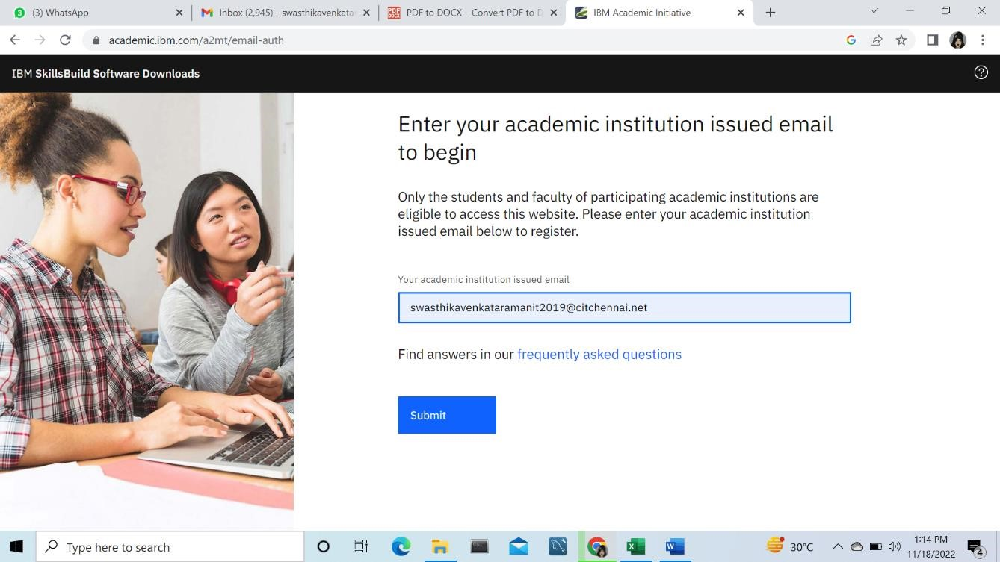 (3) WhatsApp
Inbox (2,945) - swasthikavenkata
PDF to DOCX – Convert PDF to D
IBM Academic Initiative
academic.ibm.com/a2mt/email-auth
IBM SkillsBuild Software Downloads
Enter your academic institution issued email
to begin
Only the students and faculty of participating academic institutions are
eligible to access this website. Please enter your academic institution
issued email below to register.
Your academic institution issued email
swasthikavenkataramanit2019@citchennai.net
Find answers in our frequently asked questions
Submit
Type here to search
30°C
1:14 PM
11/18/2022
4